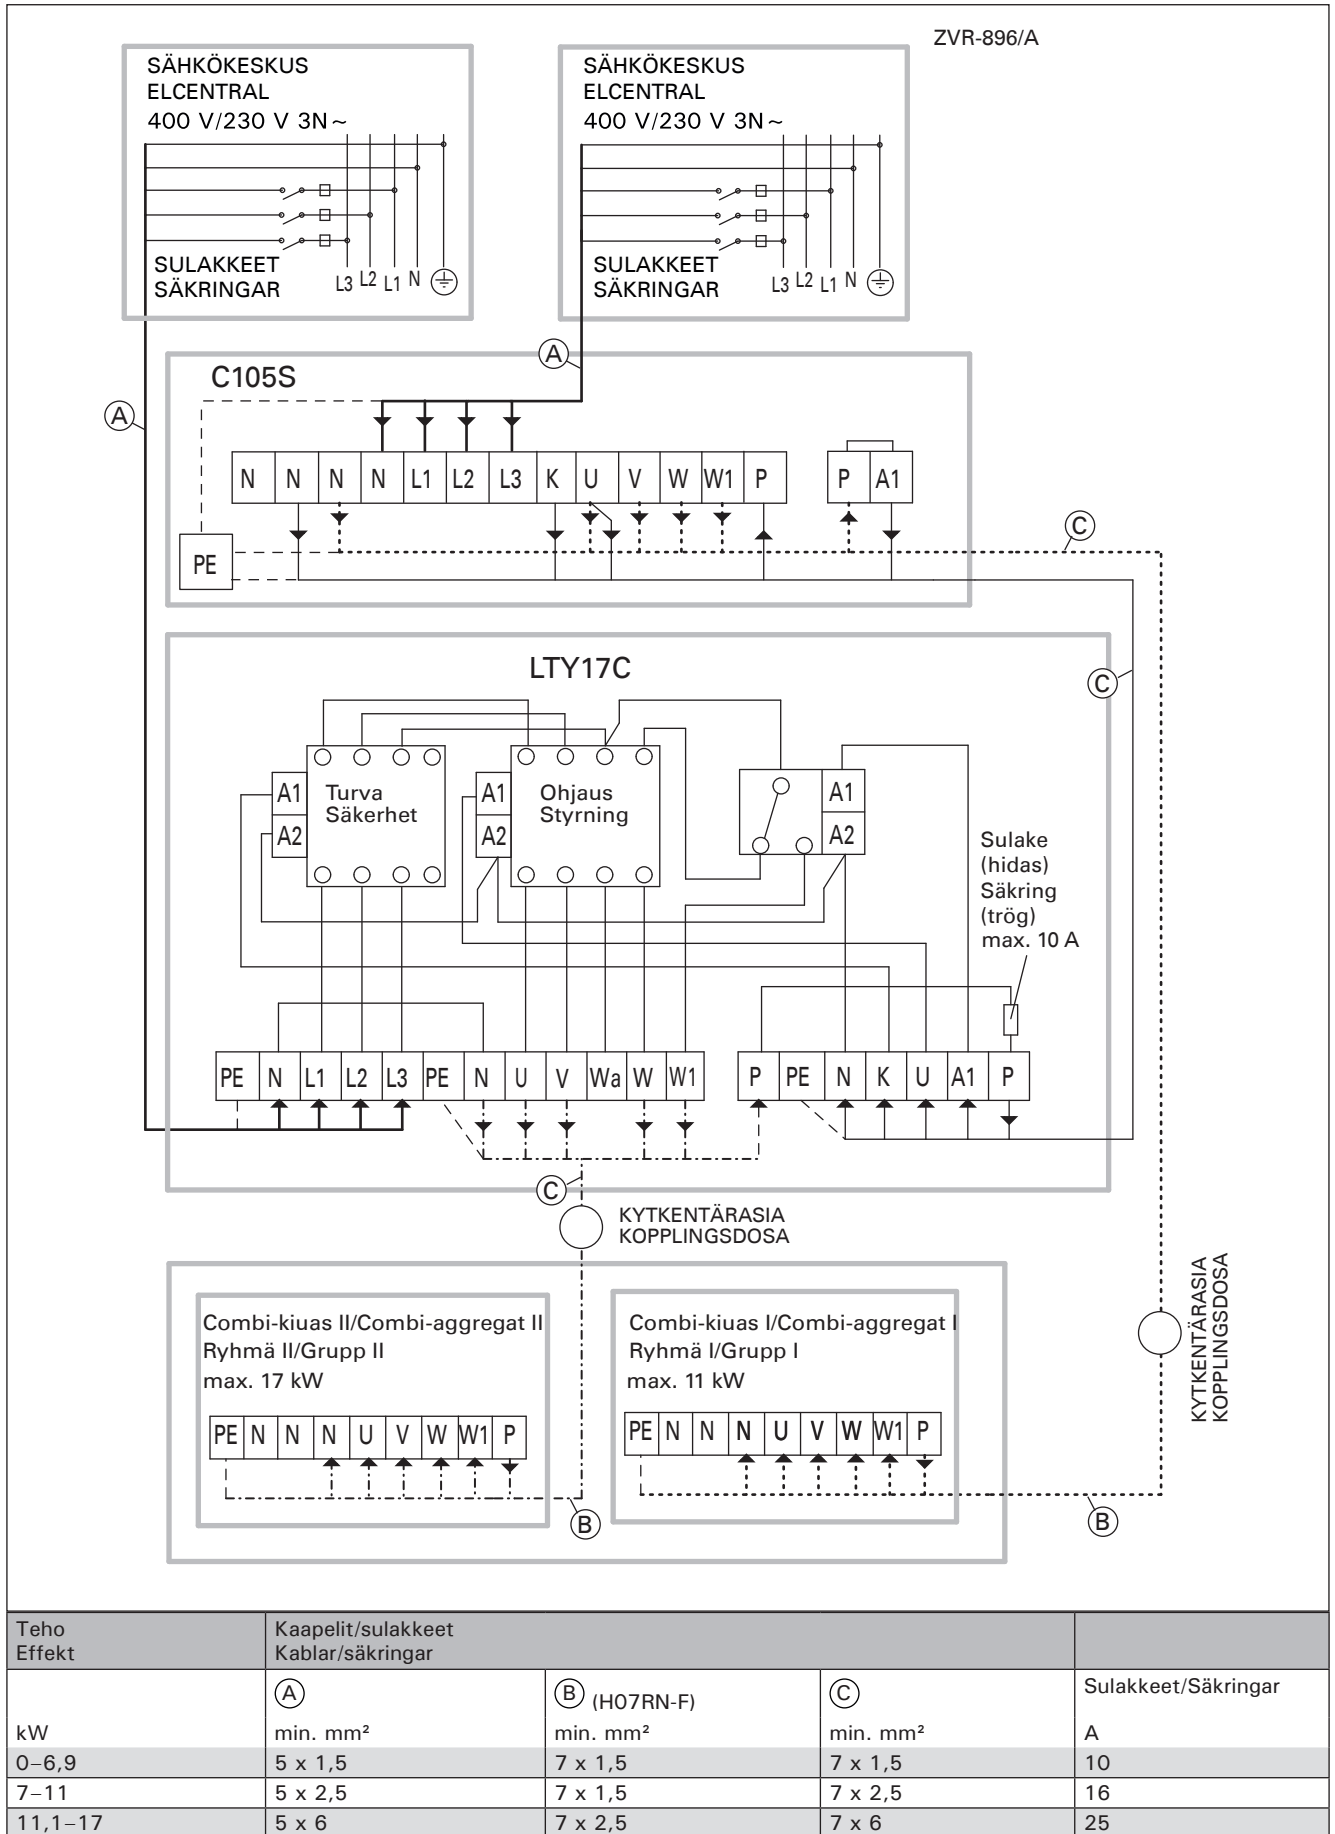 ZVR-896/A
SÄHKÖKESKUS
ELCENTRAL
400 V/230 V 3N~
SULAKKEET
SÄKRINGAR
L3 L2 L1 N
SÄHKÖKESKUS
ELCENTRAL
400 V/230 V 3N~
SULAKKEET
SÄKRINGAR
L3 L2 L1 N
A
A
C105S
N N N N L1 L2 L3 K U V W W1 P
P A1
PE
C
LTY17C
C
A1
A2
Turva
Säkerhet
A1
A2
Ohjaus
Styrning
A1
A2
Sulake
(hidas)
Säkring
(trög)
max. 10 A
PE N L1 L2 L3 PE N U V Wa W W1
P PE N K U A1 P
C
KYTKENTÄRASIA
KOPPLINGSDOSA
KYTKENTÄRASIA
KOPPLINGSDOSA
Combi-kiuas II/Combi-aggregat II
Ryhmä II/Grupp II
max. 17 kW
PE N N N U V W W1 P
B
Combi-kiuas I/Combi-aggregat I
Ryhmä I/Grupp I
max. 11 kW
PE N N N U V W W1 P
B
Teho Kaapelit/sulakkeet
Effekt Kablar/säkringar
A B (H07RN-F) C Sulakkeet/Säkringar
kW min. mm² min. mm² min. mm² A
0–6,9 5 x 1,5 7 x 1,5 7 x 1,5 10
7–11 5 x 2,5 7 x 1,5 7 x 2,5 16
11,1–17 5 x 6 7 x 2,5 7 x 6 25